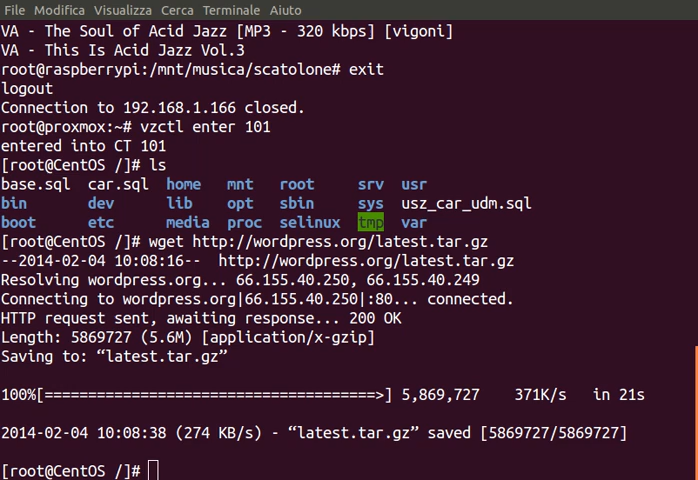 File Modifica Visualizza Cerca Terminale Aiuto
VA - The Soul of Acid Jazz [MP3 - 320 kbps] [vigoni]
VA - This Is Acid Jazz Vol.3
root@raspberrypi:/mnt/musica/scatolone# exit
logout
Connection to 192.168.1.166 closed.
root@proxmox:~# vzctl enter 101
entered into CT 101
[root@CentOS /]# ls
base.sql car.sql home mnt root srv usr
bin dev lib opt sbin sys usz_car_udm.sql
boot etc media proc selinux tmp var
[root@CentOS /]# wget http://wordpress.org/latest.tar.gz
--2014-02-04 10:08:16-- http://wordpress.org/latest.tar.gz
Resolving wordpress.org... 66.155.40.250, 66.155.40.249
Connecting to wordpress.org|66.155.40.250|:80... connected.
HTTP request sent, awaiting response... 200 OK
Length: 5869727 (5.6M) [application/x-gzip]
Saving to: “latest.tar.gz”
100%[======================================>] 5,869,727 371K/s in 21s
2014-02-04 10:08:38 (274 KB/s) - “latest.tar.gz” saved [5869727/5869727]
[root@CentOS /]#